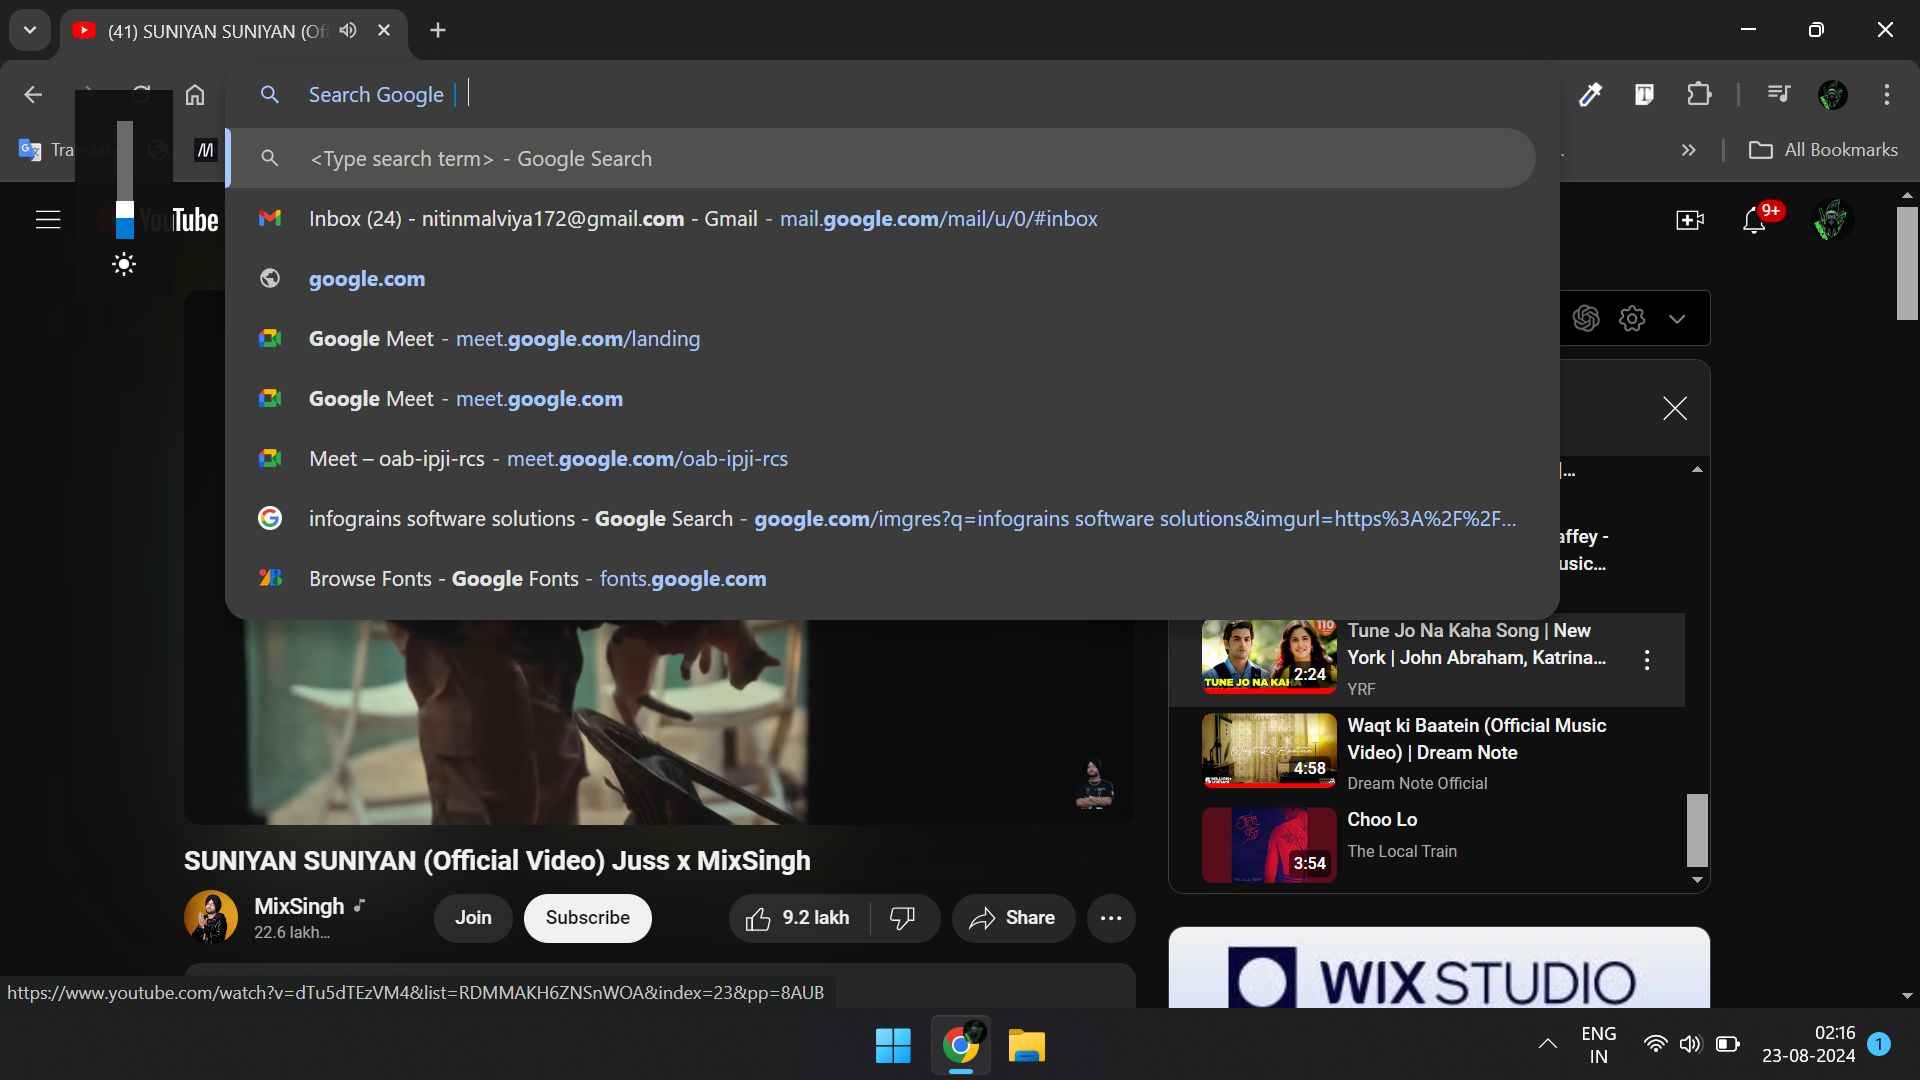 (41) SUNIYAN SUNIYAN (Of
Search Google
Translate
All Bookmarks
<Type search term> - Google Search
YouTube
9+
Inbox (24) - nitinmalviya172@gmail.com - Gmail - mail.google.com/mail/u/0/#inbox
google.com
Google Meet - meet.google.com/landing
Google Meet - meet.google.com
Meet – oab-ipji-rcs - meet.google.com/oab-ipji-rcs
infograins software solutions - Google Search - google.com/imgres?q=infograins software solutions&imgurl=https%3A%2F%2F...
Browse Fonts - Google Fonts - fonts.google.com
affey -
usic...
110
TUNE JO NA KAHA
2:24
Tune Jo Na Kaha Song | New
York | John Abraham, Katrina...
YRF
4:58
Waqt ki Baatein (Official Music
Video) | Dream Note
Dream Note Official
3:54
Choo Lo
The Local Train
SUNIYAN SUNIYAN (Official Video) Juss x MixSingh
MixSingh
22.6 lakh...
Join
Subscribe
9.2 lakh
Share
WIX STUDIO
https://www.youtube.com/watch?v=dTu5dTEzVM4&list=RDMMAKH6ZNSnWOA&index=23&pp=8AUB
ENG
IN
02:16
23-08-2024
1